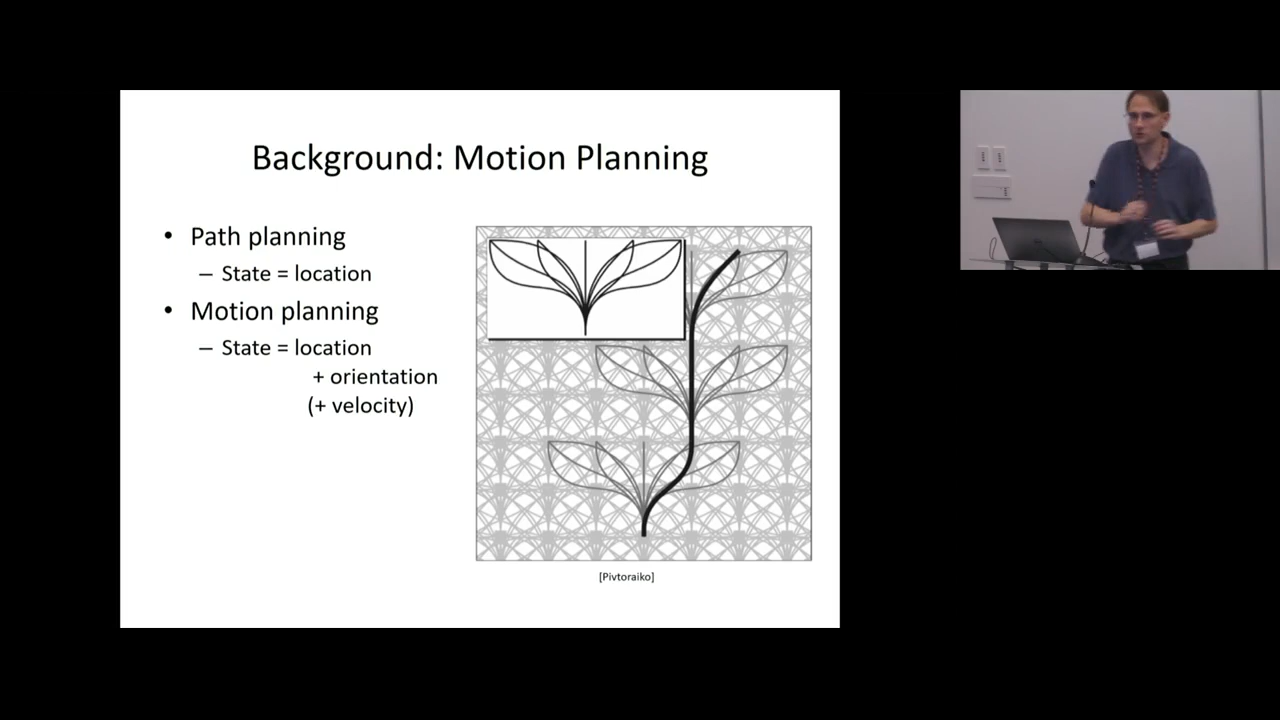 Background: Motion Planning
• Path planning
– State = location
• Motion planning
– State = location
+ orientation
(+ velocity)
[Pivtoraiko]